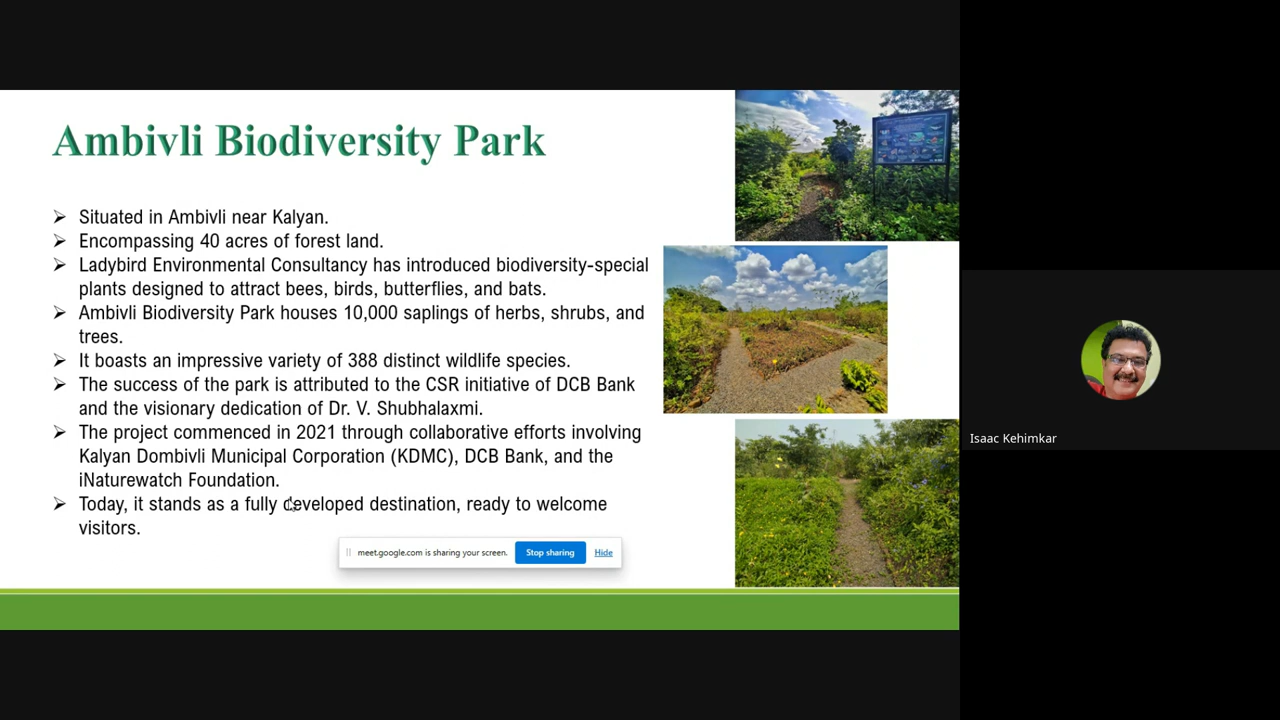 Ambivli Biodiversity Park
➢ Situated in Ambivli near Kalyan.
➢ Encompassing 40 acres of forest land.
➢ Ladybird Environmental Consultancy has introduced biodiversity-special
plants designed to attract bees, birds, butterflies, and bats.
➢ Ambivli Biodiversity Park houses 10,000 saplings of herbs, shrubs, and
trees.
➢ It boasts an impressive variety of 388 distinct wildlife species.
➢ The success of the park is attributed to the CSR initiative of DCB Bank
and the visionary dedication of Dr. V. Shubhalaxmi.
➢ The project commenced in 2021 through collaborative efforts involving
Kalyan Dombivli Municipal Corporation (KDMC), DCB Bank, and the
iNaturewatch Foundation.
➢ Today, it stands as a fully developed destination, ready to welcome
visitors.
meet.google.com is sharing your screen. Stop sharing Hide
Isaac Kehimkar